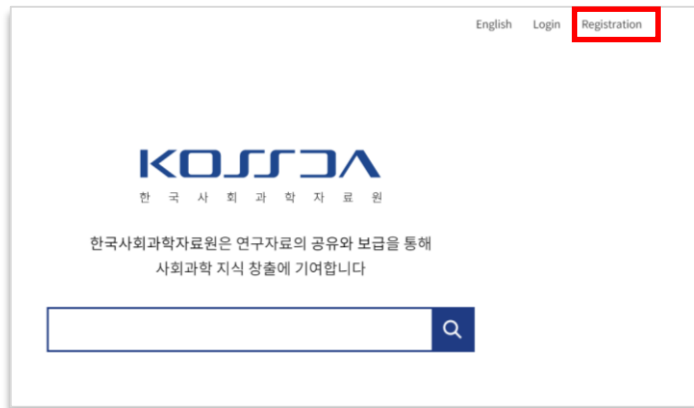 English Login Registration
KOSSDA
한국사회과학자료원
한국사회과학자료원은 연구자료의 공유와 보급을 통해
사회과학 지식 창출에 기여합니다